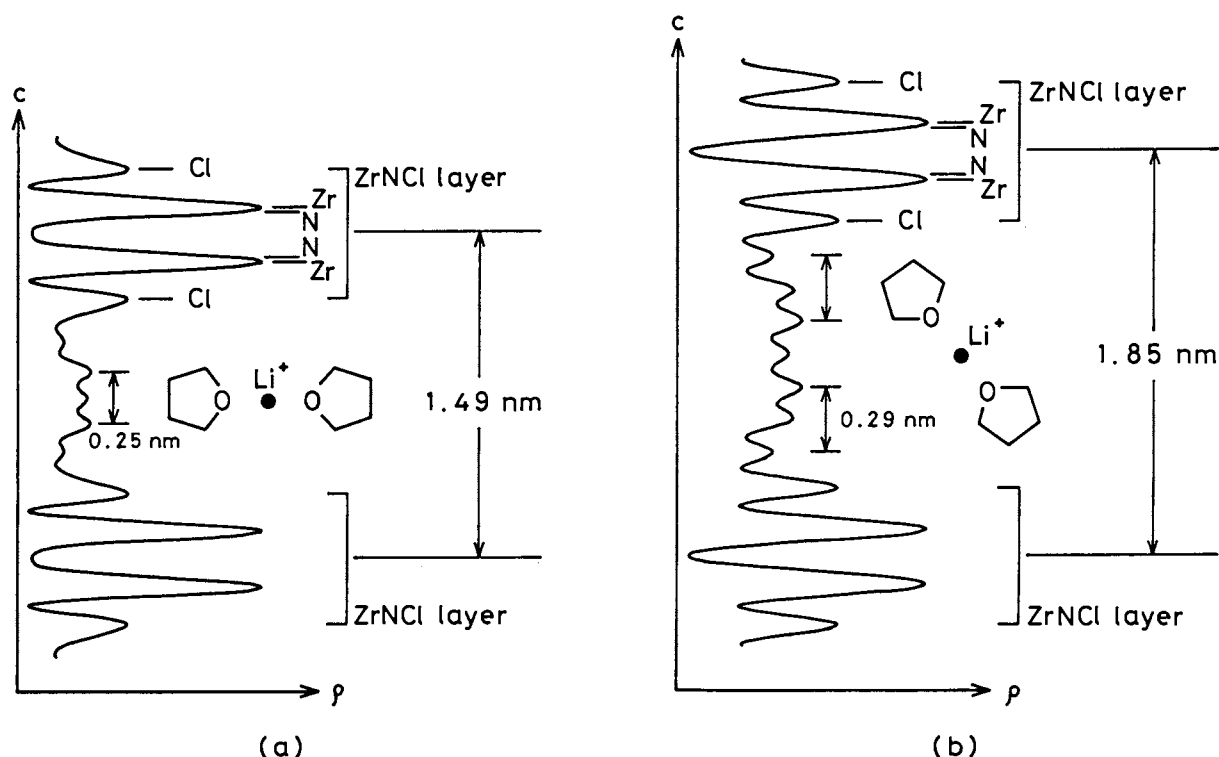 c
Cl
Zr
N
N
Zr
Cl
ZrNCl layer
O
Li⁺
O
0.25 nm
1.49 nm
ZrNCl layer
ρ
(a)
c
Cl
Zr
N
N
Zr
Cl
ZrNCl layer
O
Li⁺
O
0.29 nm
1.85 nm
ZrNCl layer
ρ
(b)